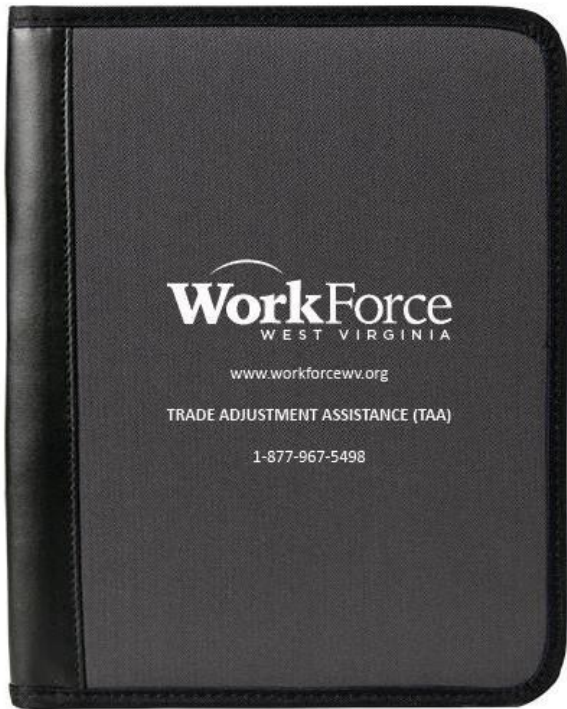 WorkForce
WEST VIRGINIA
www.workforcewv.org
TRADE ADJUSTMENT ASSISTANCE (TAA)
1-877-967-5498